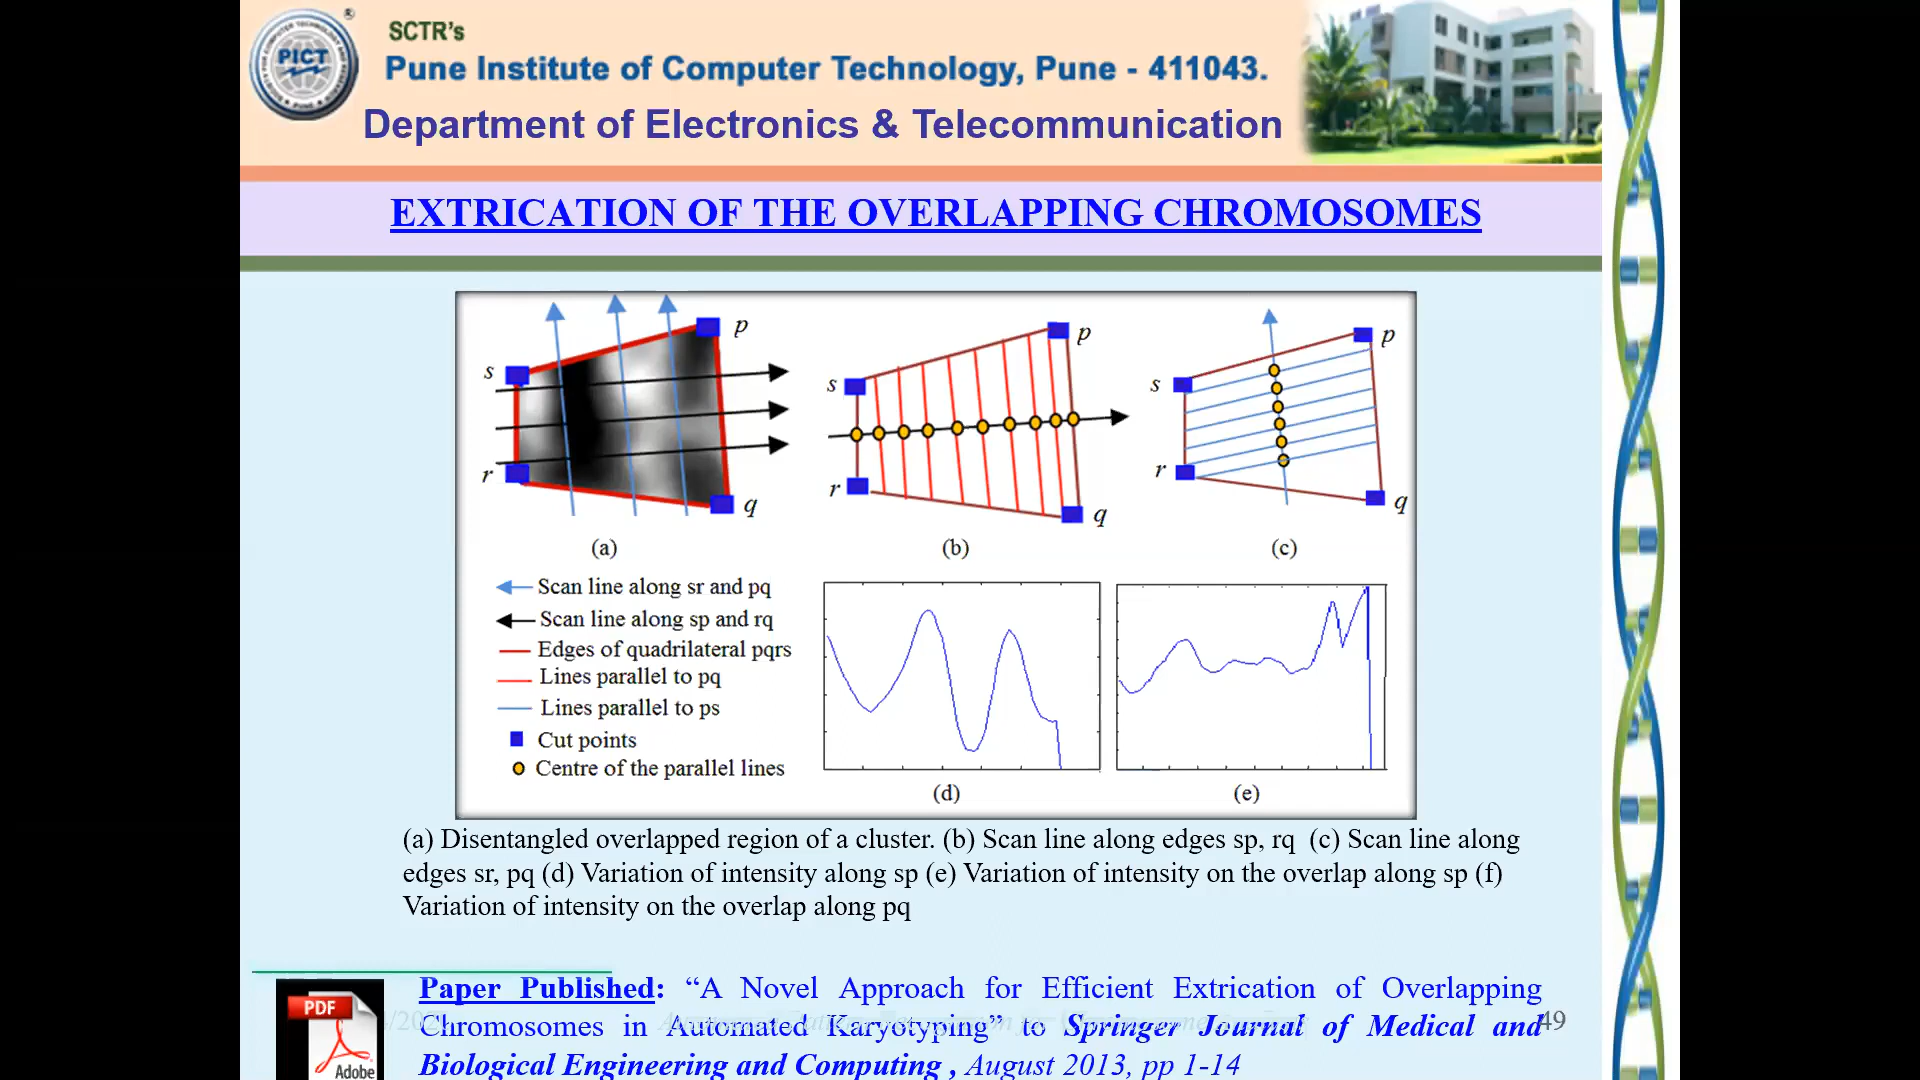 SCTR's
PICT
Pune Institute of Computer Technology, Pune - 411043.
Department of Electronics & Telecommunication
EXTRICATION OF THE OVERLAPPING CHROMOSOMES
p
s
r
q
(a)
p
s
r
q
(b)
p
s
r
q
(c)
Scan line along sr and pq
Scan line along sp and rq
Edges of quadrilateral pqrs
Lines parallel to pq
Lines parallel to ps
Cut points
Centre of the parallel lines
(d)
(e)
(a) Disentangled overlapped region of a cluster. (b) Scan line along edges sp, rq (c) Scan line along
edges sr, pq (d) Variation of intensity along sp (e) Variation of intensity on the overlap along sp (f)
Variation of intensity on the overlap along pq
PDF
Adobe
Paper Published: “A Novel Approach for Efficient Extrication of Overlapping
Chromosomes in Automated Karyotyping” to Springer Journal of Medical and
Biological Engineering and Computing , August 2013, pp 1-14
49